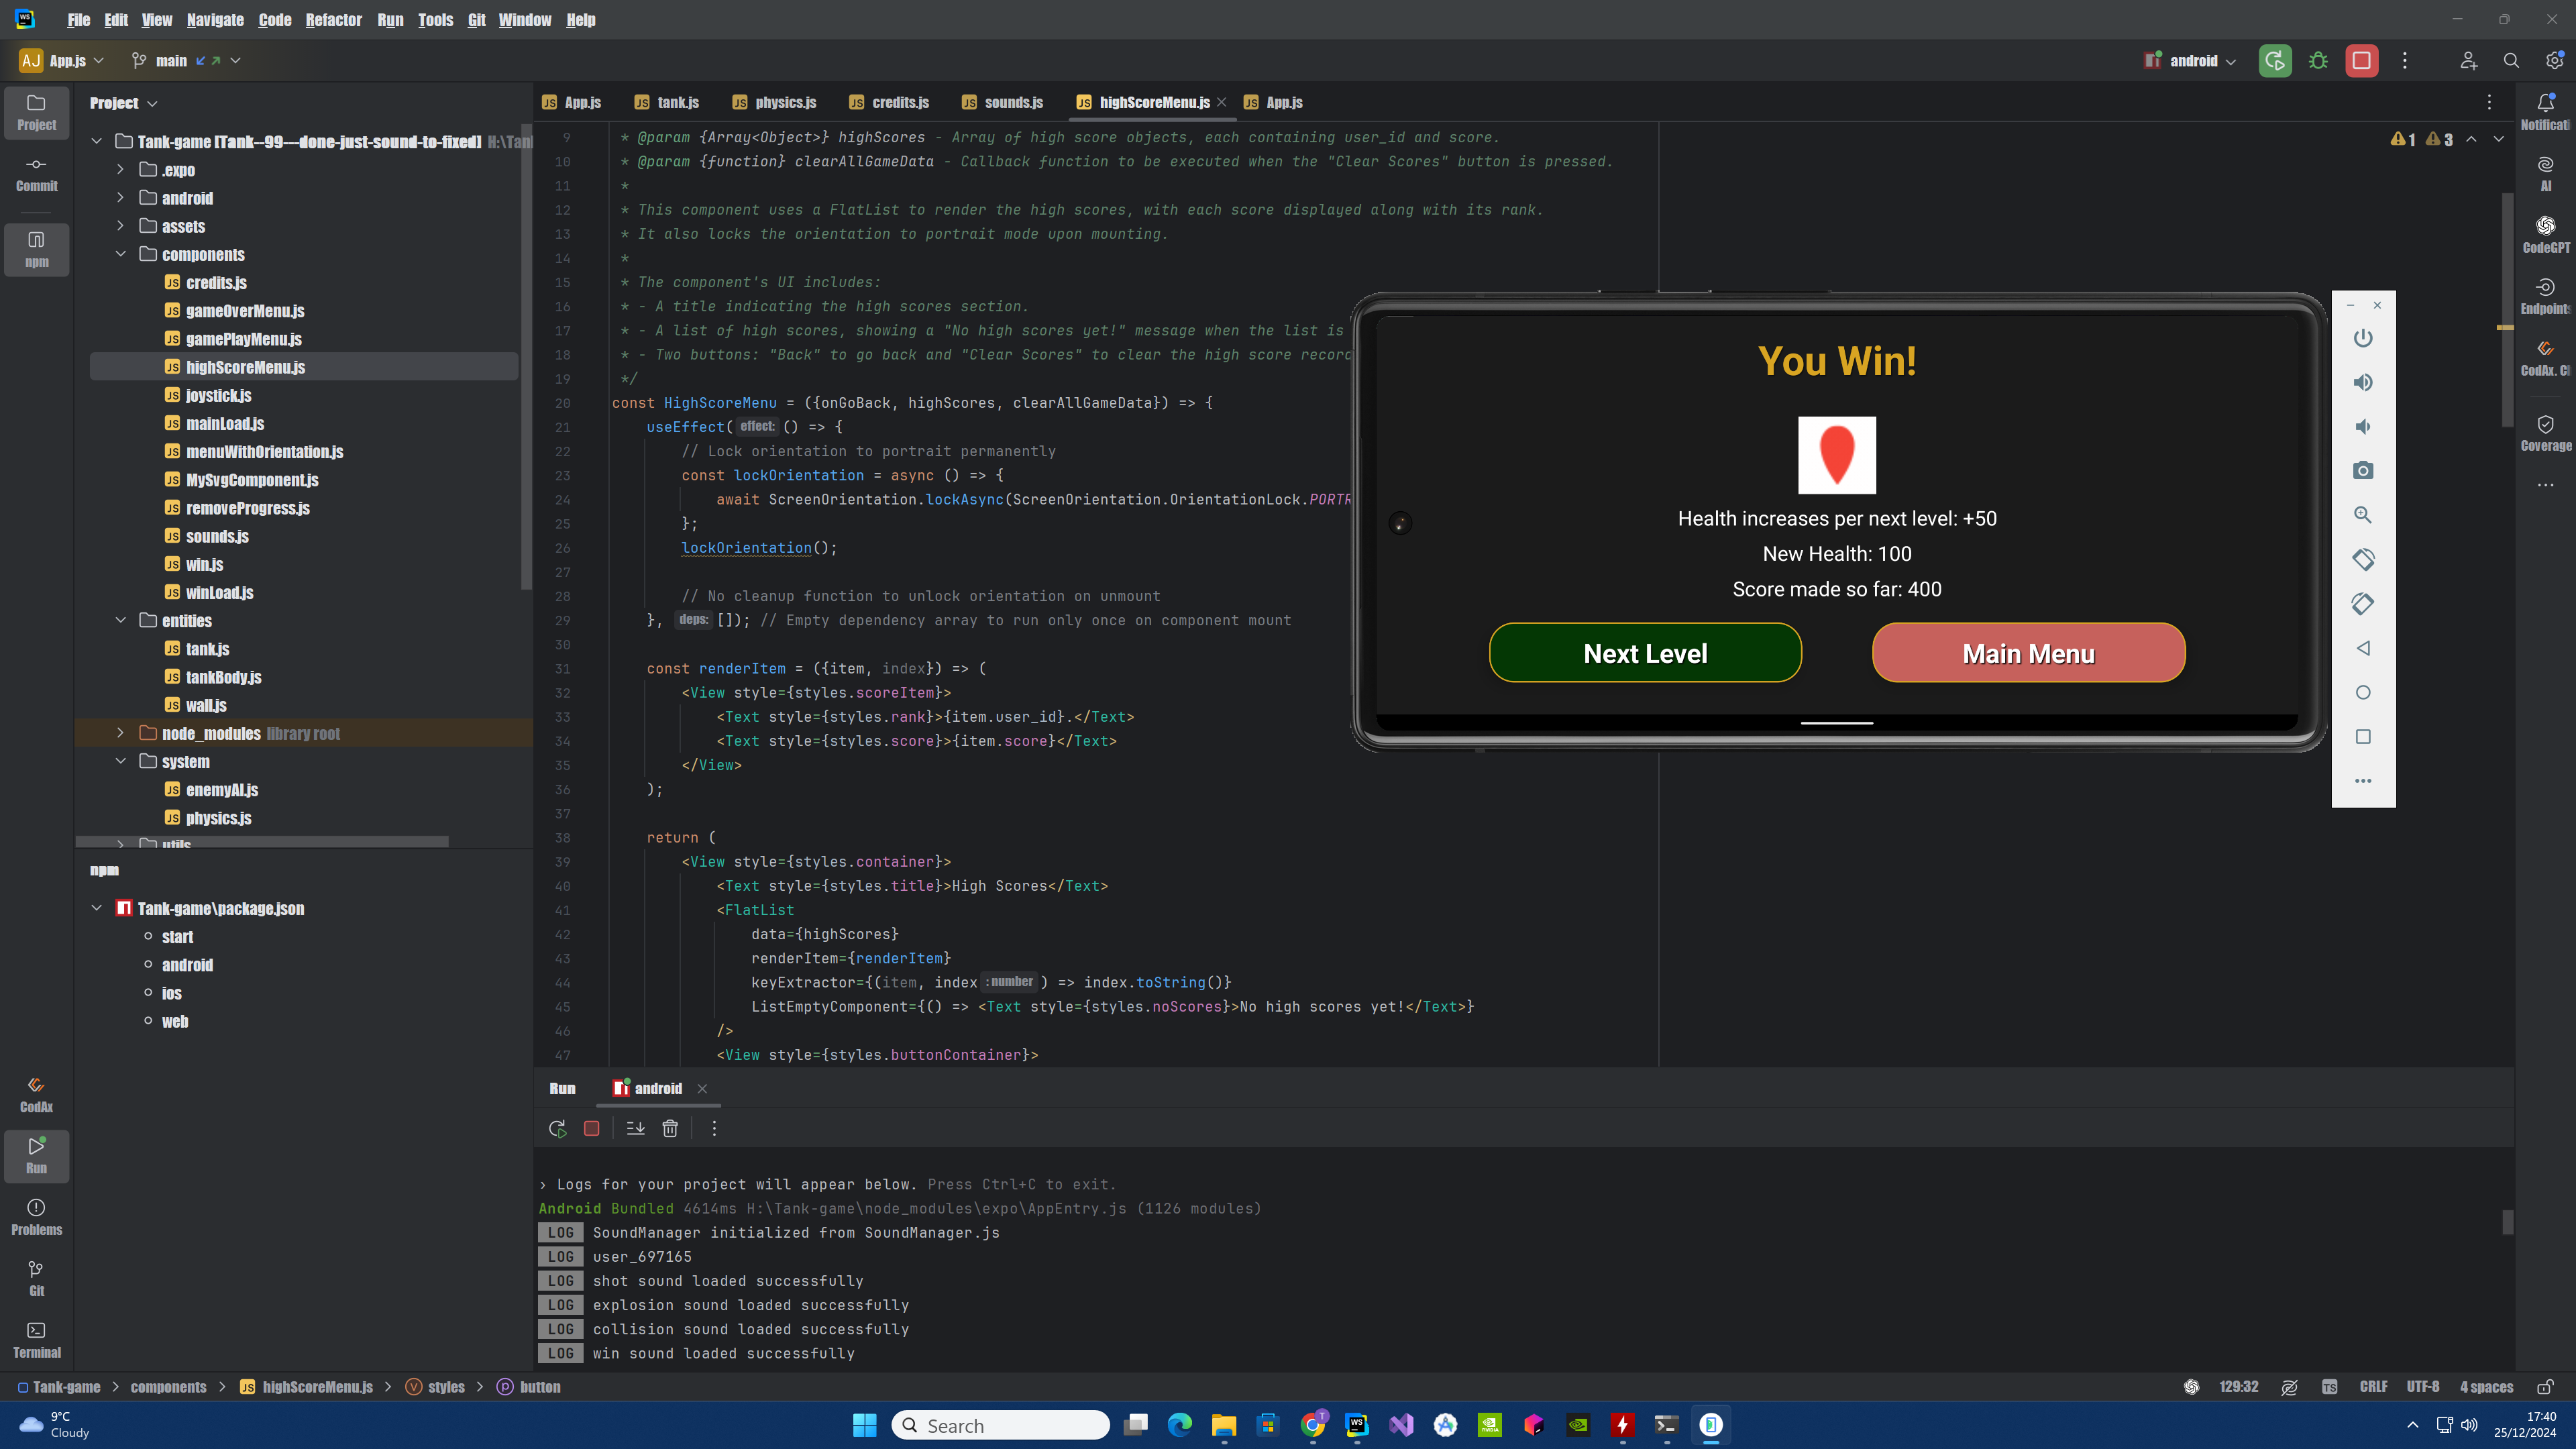 File Edit View Navigate Code Refactor Run Tools Git Window Help
AJ App.js main android
Project
Commit
npm
Project
Tank-game [Tank--99---done-just-sound-to-fixed] H:\Tan
.expo
android
assets
components
credits.js
gameOverMenu.js
gamePlayMenu.js
highScoreMenu.js
joystick.js
mainLoad.js
menuWithOrientation.js
MySvgComponent.js
removeProgress.js
sounds.js
win.js
winLoad.js
entities
tank.js
tankBody.js
wall.js
node_modules library root
system
enemyAI.js
physics.js
utils
npm
Tank-game\package.json
start
android
ios
web
App.js tank.js physics.js credits.js sounds.js highScoreMenu.js App.js
1 3
9 * @param {Array<Object>} highScores - Array of high score objects, each containing user_id and score.
10 * @param {function} clearAllGameData - Callback function to be executed when the "Clear Scores" button is pressed.
11 *
12 * This component uses a FlatList to render the high scores, with each score displayed along with its rank.
13 * It also locks the orientation to portrait mode upon mounting.
14 *
15 * The component's UI includes:
16 * - A title indicating the high scores section.
17 * - A list of high scores, showing a "No high scores yet!" message when the list is
18 * - Two buttons: "Back" to go back and "Clear Scores" to clear the high score recor
19 */
20 const HighScoreMenu = ({onGoBack, highScores, clearAllGameData}) => {
21 useEffect( effect: () => {
22 // Lock orientation to portrait permanently
23 const lockOrientation = async () => {
24 await ScreenOrientation.lockAsync(ScreenOrientation.OrientationLock.PORTR
25 };
26 lockOrientation();
27
28 // No cleanup function to unlock orientation on unmount
29 }, deps: []); // Empty dependency array to run only once on component mount
30
31 const renderItem = ({item, index}) => (
32 <View style={styles.scoreItem}>
33 <Text style={styles.rank}>{item.user_id}.</Text>
34 <Text style={styles.score}>{item.score}</Text>
35 </View>
36 );
37
38 return (
39 <View style={styles.container}>
40 <Text style={styles.title}>High Scores</Text>
41 <FlatList
42 data={highScores}
43 renderItem={renderItem}
44 keyExtractor={(item, index : number ) => index.toString()}
45 ListEmptyComponent={() => <Text style={styles.noScores}>No high scores yet!</Text>}
46 />
47 <View style={styles.buttonContainer}>
You Win!
Health increases per next level: +50
New Health: 100
Score made so far: 400
Next Level Main Menu
Notificati
AI
CodeGPT
Endpoints
CodAx. C
Coverage
CodAx
Run
Problems
Git
Terminal
Run android
› Logs for your project will appear below. Press Ctrl+C to exit.
Android Bundled 4614ms H:\Tank-game\node_modules\expo\AppEntry.js (1126 modules)
LOG SoundManager initialized from SoundManager.js
LOG user_697165
LOG shot sound loaded successfully
LOG explosion sound loaded successfully
LOG collision sound loaded successfully
LOG win sound loaded successfully
Tank-game components highScoreMenu.js styles button
129:32 CRLF UTF-8 4 spaces
9°C
Cloudy
Search
17:40
25/12/2024